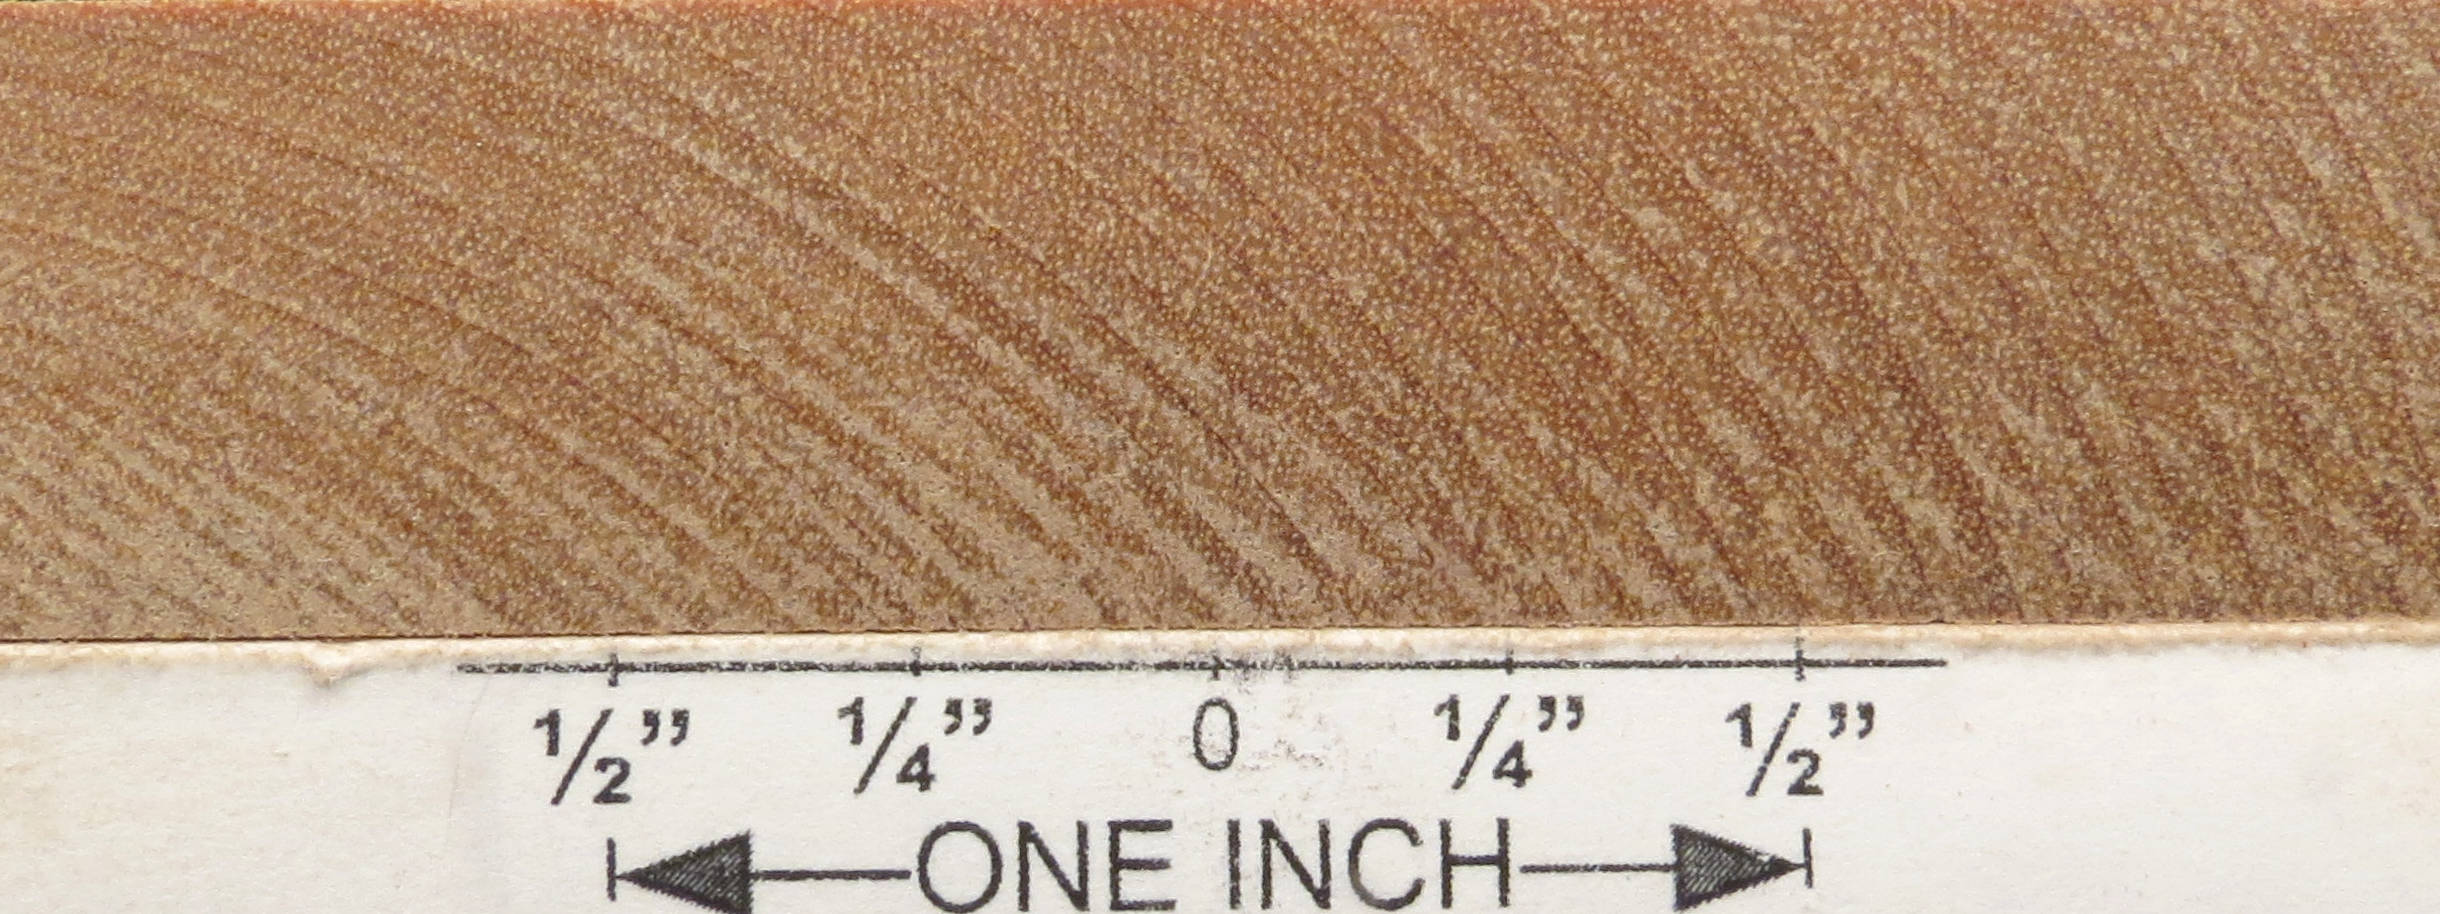 1/2” 1/4” 0 1/4” 1/2”
ONE INCH